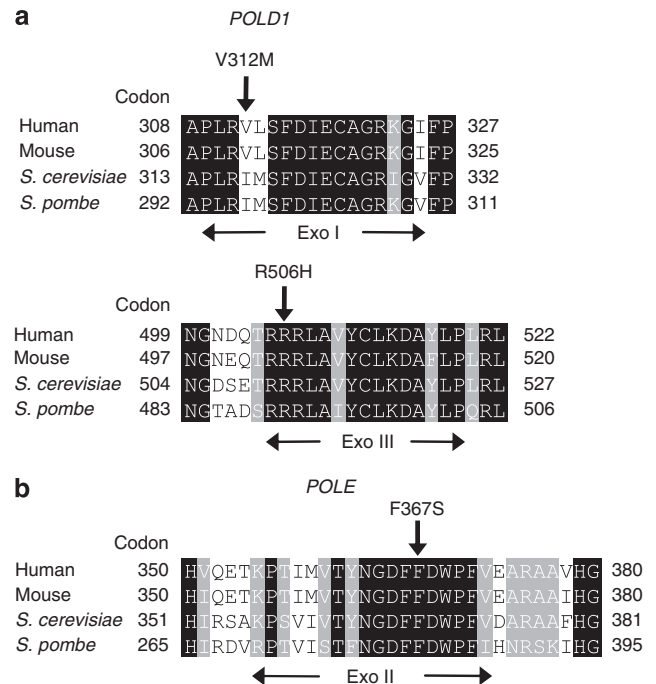 a
POLD1
V312M
Codon
Human 308 APLRVLSFDIECAGRKGIFP 327
Mouse 306 APLRVLSFDIECAGRKGIFP 325
S. cerevisiae 313 APLRIMSFDIECAGRIGVFP 332
S. pombe 292 APLRIMSFDIECAGRKGVFP 311
Exo I
R506H
Codon
Human 499 NGNDQTRRRLAVYCLKDAYLPLRL 522
Mouse 497 NGNEQTRRRLAVYCLKDAFLPLRL 520
S. cerevisiae 504 NGDSETRRRLAVYCLKDAYLPLRL 527
S. pombe 483 NGTADSRRRLAIYCLKDAYLPQRL 506
Exo III
b
POLE
F367S
Codon
Human 350 HVQETKPTIMVTYNGDFFDWPFVEARAAVHG 380
Mouse 350 HIQETKPTIMVTYNGDFFDWPFVEARAAIHG 380
S. cerevisiae 351 HIRSAKPSVIVTYNGDFFDWPFVDARAAFHG 381
S. pombe 265 HIRDVRPTVISTFNGDFFDWPFIHNRSKIHG 395
Exo II